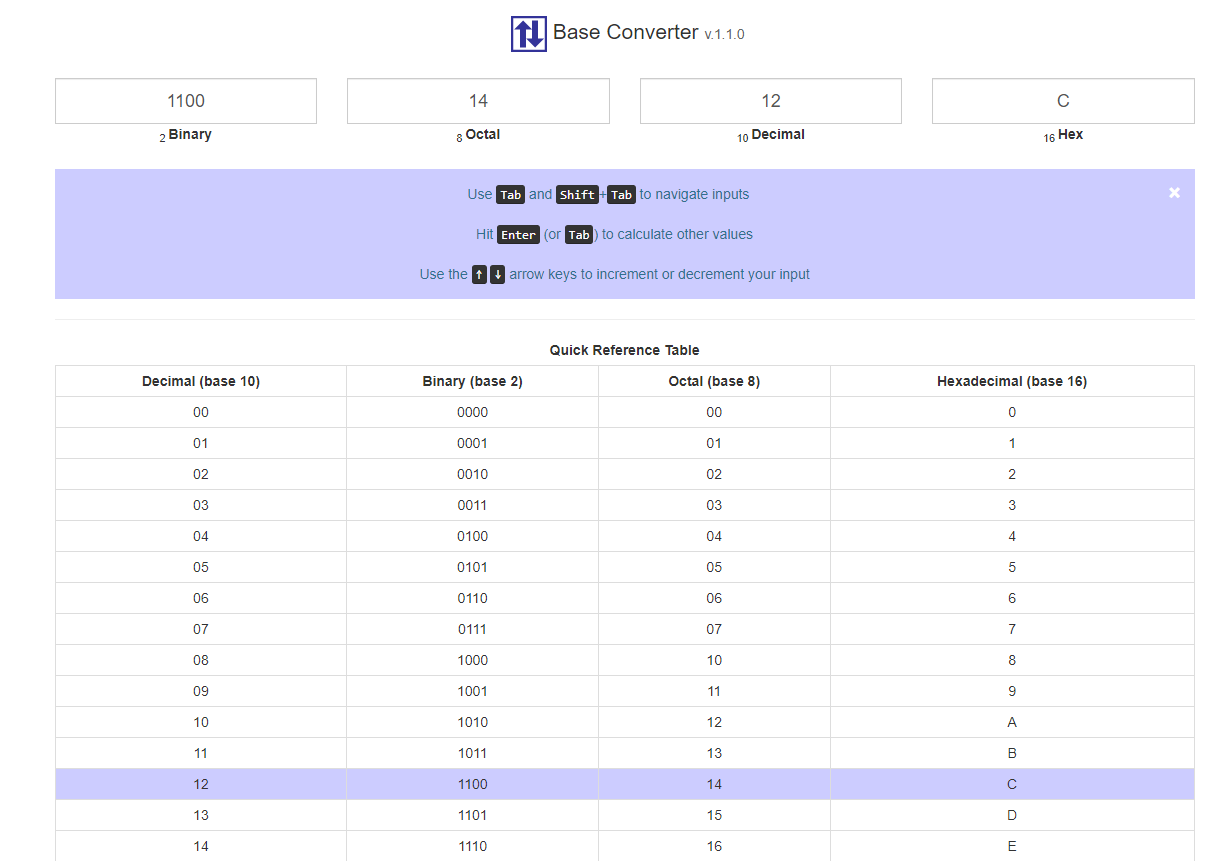 Base Converter v.1.1.0
1100 14 12 C
2 Binary 8 Octal 10 Decimal 16 Hex
Use Tab and Shift+Tab to navigate inputs ×
Hit Enter (or Tab) to calculate other values
Use the ↑ ↓ arrow keys to increment or decrement your input
Quick Reference Table
Decimal (base 10) Binary (base 2) Octal (base 8) Hexadecimal (base 16)
00 0000 00 0
01 0001 01 1
02 0010 02 2
03 0011 03 3
04 0100 04 4
05 0101 05 5
06 0110 06 6
07 0111 07 7
08 1000 10 8
09 1001 11 9
10 1010 12 A
11 1011 13 B
12 1100 14 C
13 1101 15 D
14 1110 16 E